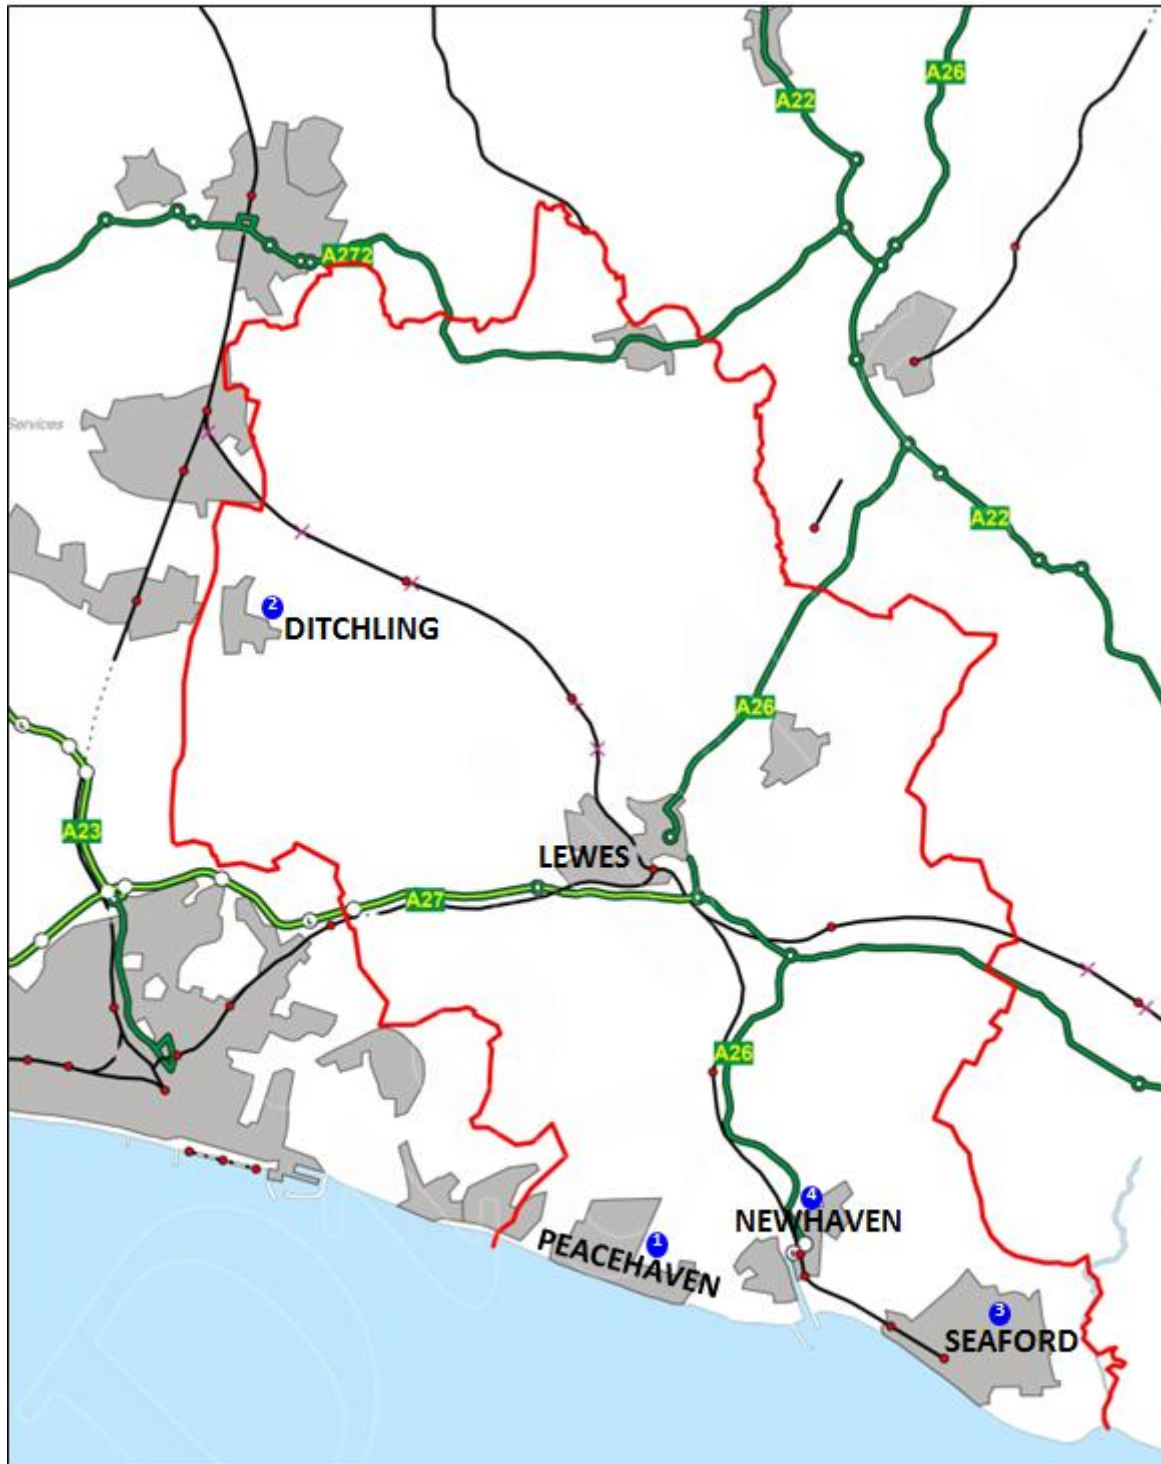 A26
A22
A272
Services
A22
2
DITCHLING
A26
A23
LEWES
A27
A26
4
NEWHAVEN
1
PEACEHAVEN
3
SEAFORD